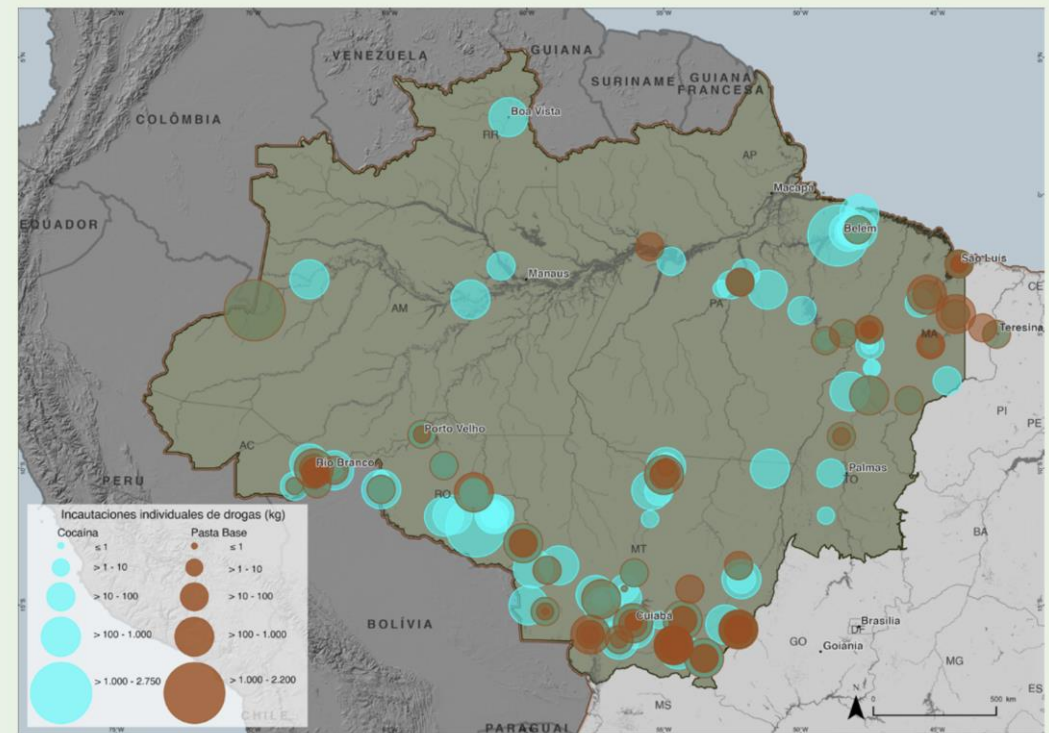 VENEZUELA
GUIANA
SURINAME
GUIANA
FRANCESA
COLÔMBIA
Boa Vista
RR
AP
Macapá
EQUADOR
Belém
São Luís
Manaus
CE
AM
PA
MA
Teresina
PI
PE
Porto Velho
AC
Rio Branco
Palmas
TO
PERU
RO
BA
MT
Cuiabá
BOLÍVIA
Brasília
DF
GO
Goiânia
MG
ES
MS
PARAGUAI
CHILE
N
0
500 km
Incautaciones individuales de drogas (kg)
Cocaína
Pasta Base
≤ 1
≤ 1
> 1 - 10
> 1 - 10
> 10 - 100
> 10 - 100
> 100 - 1.000
> 100 - 1.000
> 1.000 - 2.750
> 1.000 - 2.200